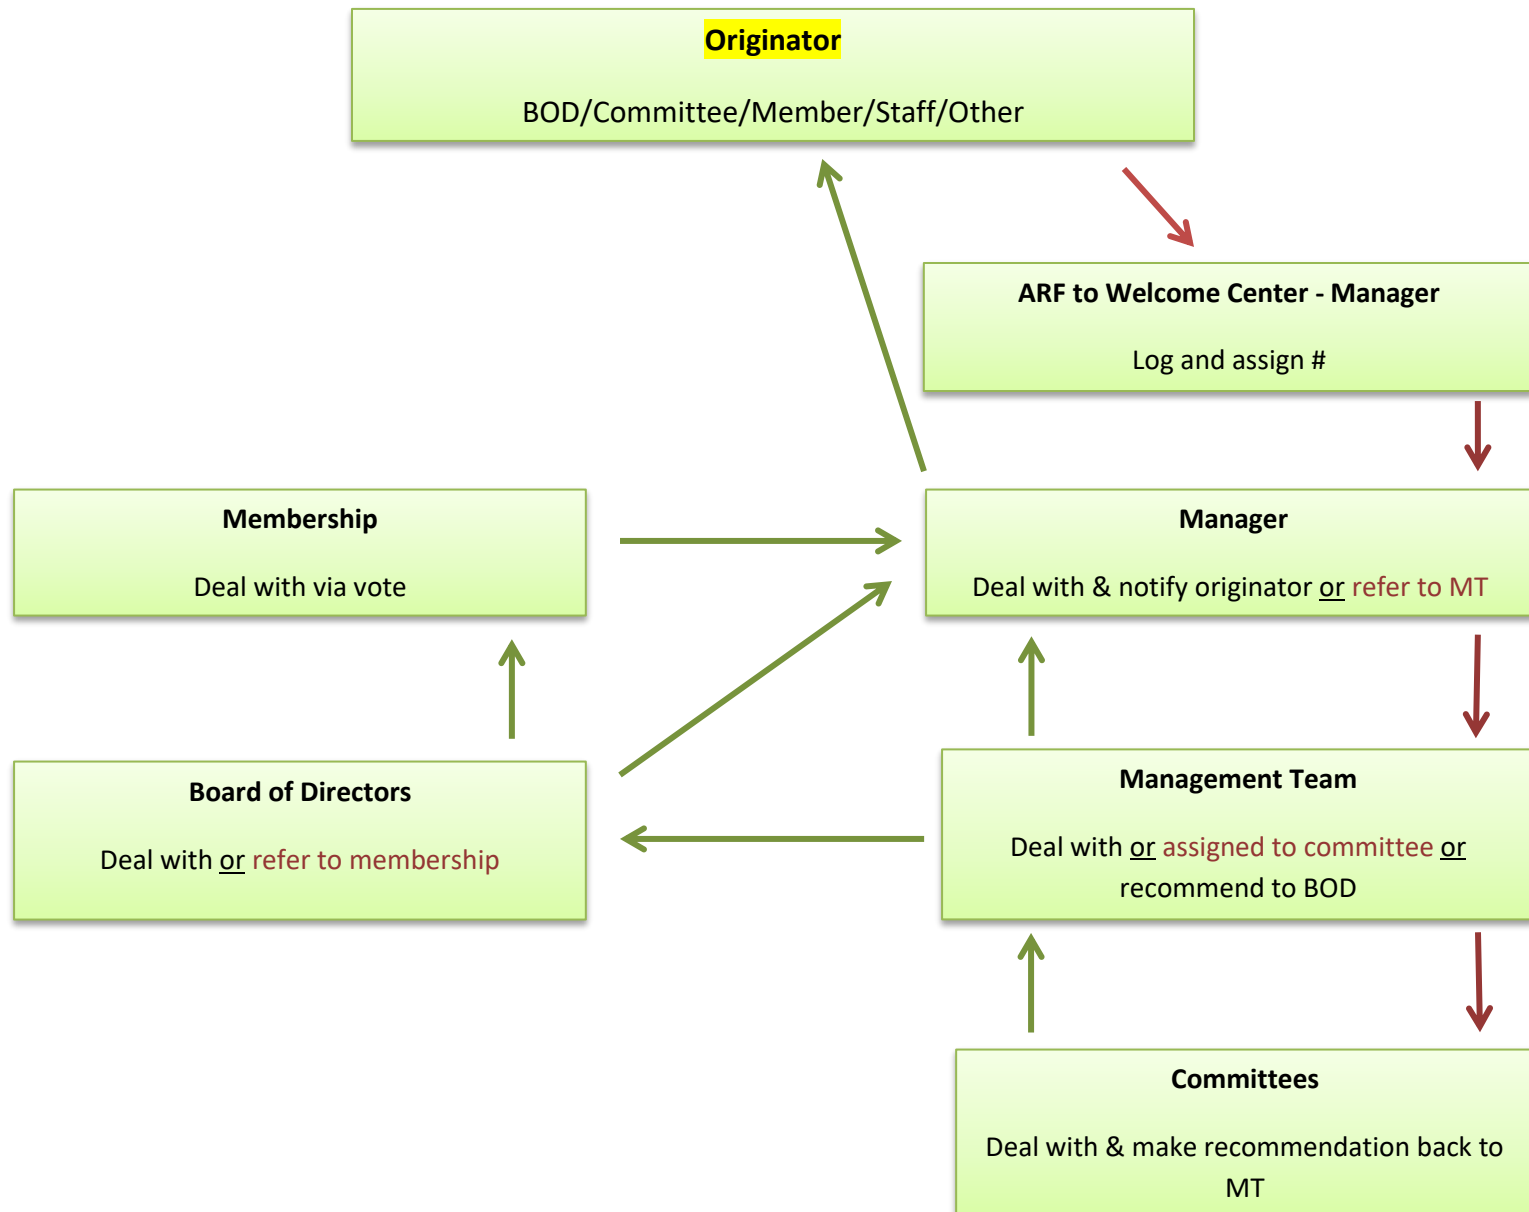 Originator
BOD/Committee/Member/Staff/Other
ARF to Welcome Center - Manager
Log and assign #
Membership
Deal with via vote
Manager
Deal with & notify originator or refer to MT
Board of Directors
Deal with or refer to membership
Management Team
Deal with or assigned to committee or
recommend to BOD
Committees
Deal with & make recommendation back to
MT